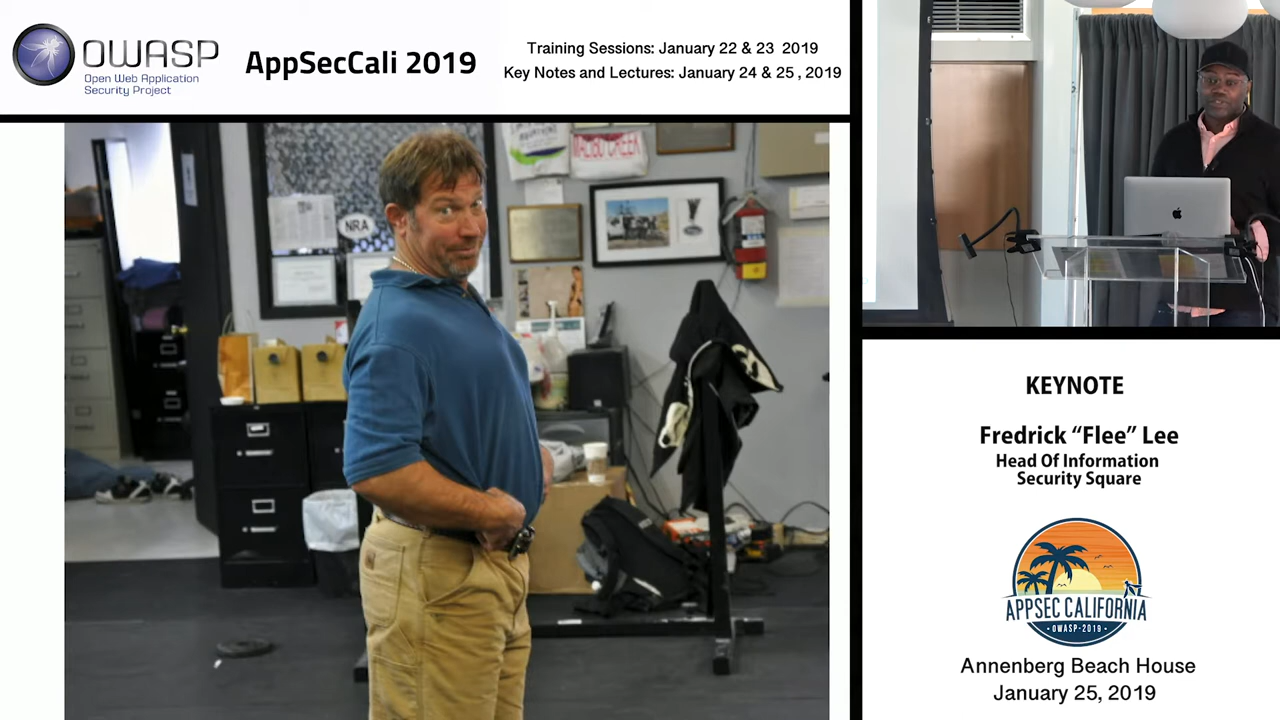 OWASP
Open Web Application
Security Project
AppSecCali 2019
Training Sessions: January 22 & 23 2019
Key Notes and Lectures: January 24 & 25 , 2019
MALIBU CREEK
NRA
KEYNOTE
Fredrick “Flee” Lee
Head Of Information
Security Square
APPSEC CALIFORNIA
• OWASP-2019 •
Annenberg Beach House
January 25, 2019